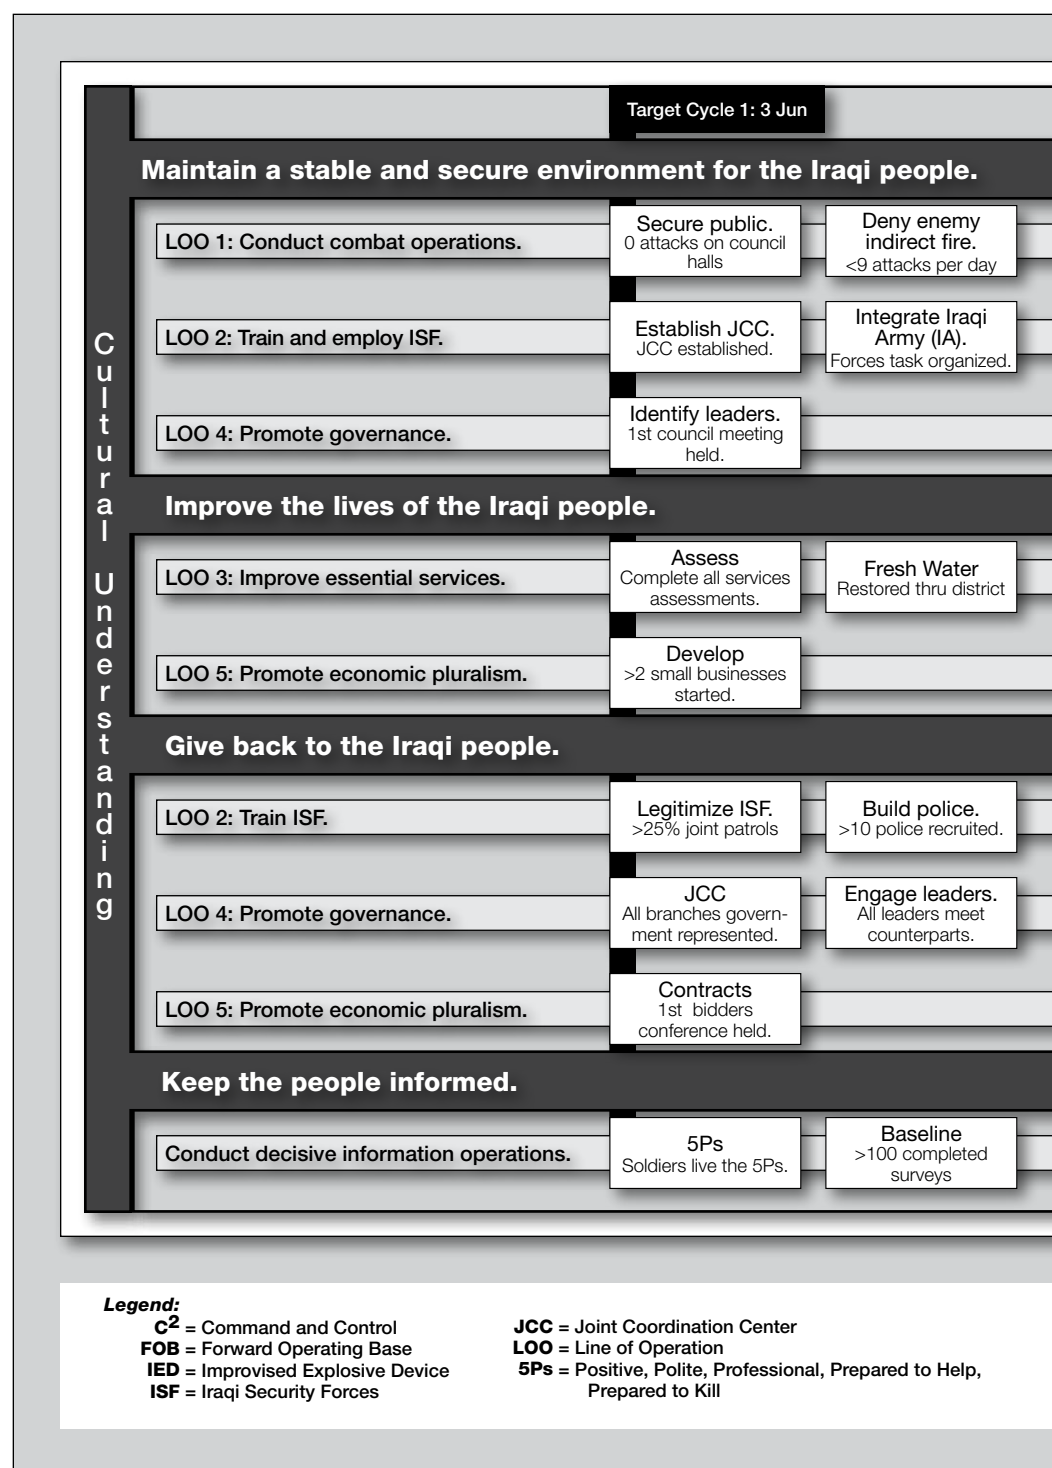 Target Cycle 1: 3 Jun
Maintain a stable and secure environment for the Iraqi people.
LOO 1: Conduct combat operations.
Secure public.
0 attacks on council
halls
Deny enemy
indirect fire.
<9 attacks per day
LOO 2: Train and employ ISF.
Establish JCC.
JCC established.
Integrate Iraqi
Army (IA).
Forces task organized.
LOO 4: Promote governance.
Identify leaders.
1st council meeting
held.
Cultural Understanding
Improve the lives of the Iraqi people.
LOO 3: Improve essential services.
Assess
Complete all services
assessments.
Fresh Water
Restored thru district
LOO 5: Promote economic pluralism.
Develop
>2 small businesses
started.
Give back to the Iraqi people.
LOO 2: Train ISF.
Legitimize ISF.
>25% joint patrols
Build police.
>10 police recruited.
LOO 4: Promote governance.
JCC
All branches govern-
ment represented.
Engage leaders.
All leaders meet
counterparts.
LOO 5: Promote economic pluralism.
Contracts
1st bidders
conference held.
Keep the people informed.
Conduct decisive information operations.
5Ps
Soldiers live the 5Ps.
Baseline
>100 completed
surveys
Legend:
C2 = Command and Control
FOB = Forward Operating Base
IED = Improvised Explosive Device
ISF = Iraqi Security Forces
JCC = Joint Coordination Center
LOO = Line of Operation
5Ps = Positive, Polite, Professional, Prepared to Help,
Prepared to Kill